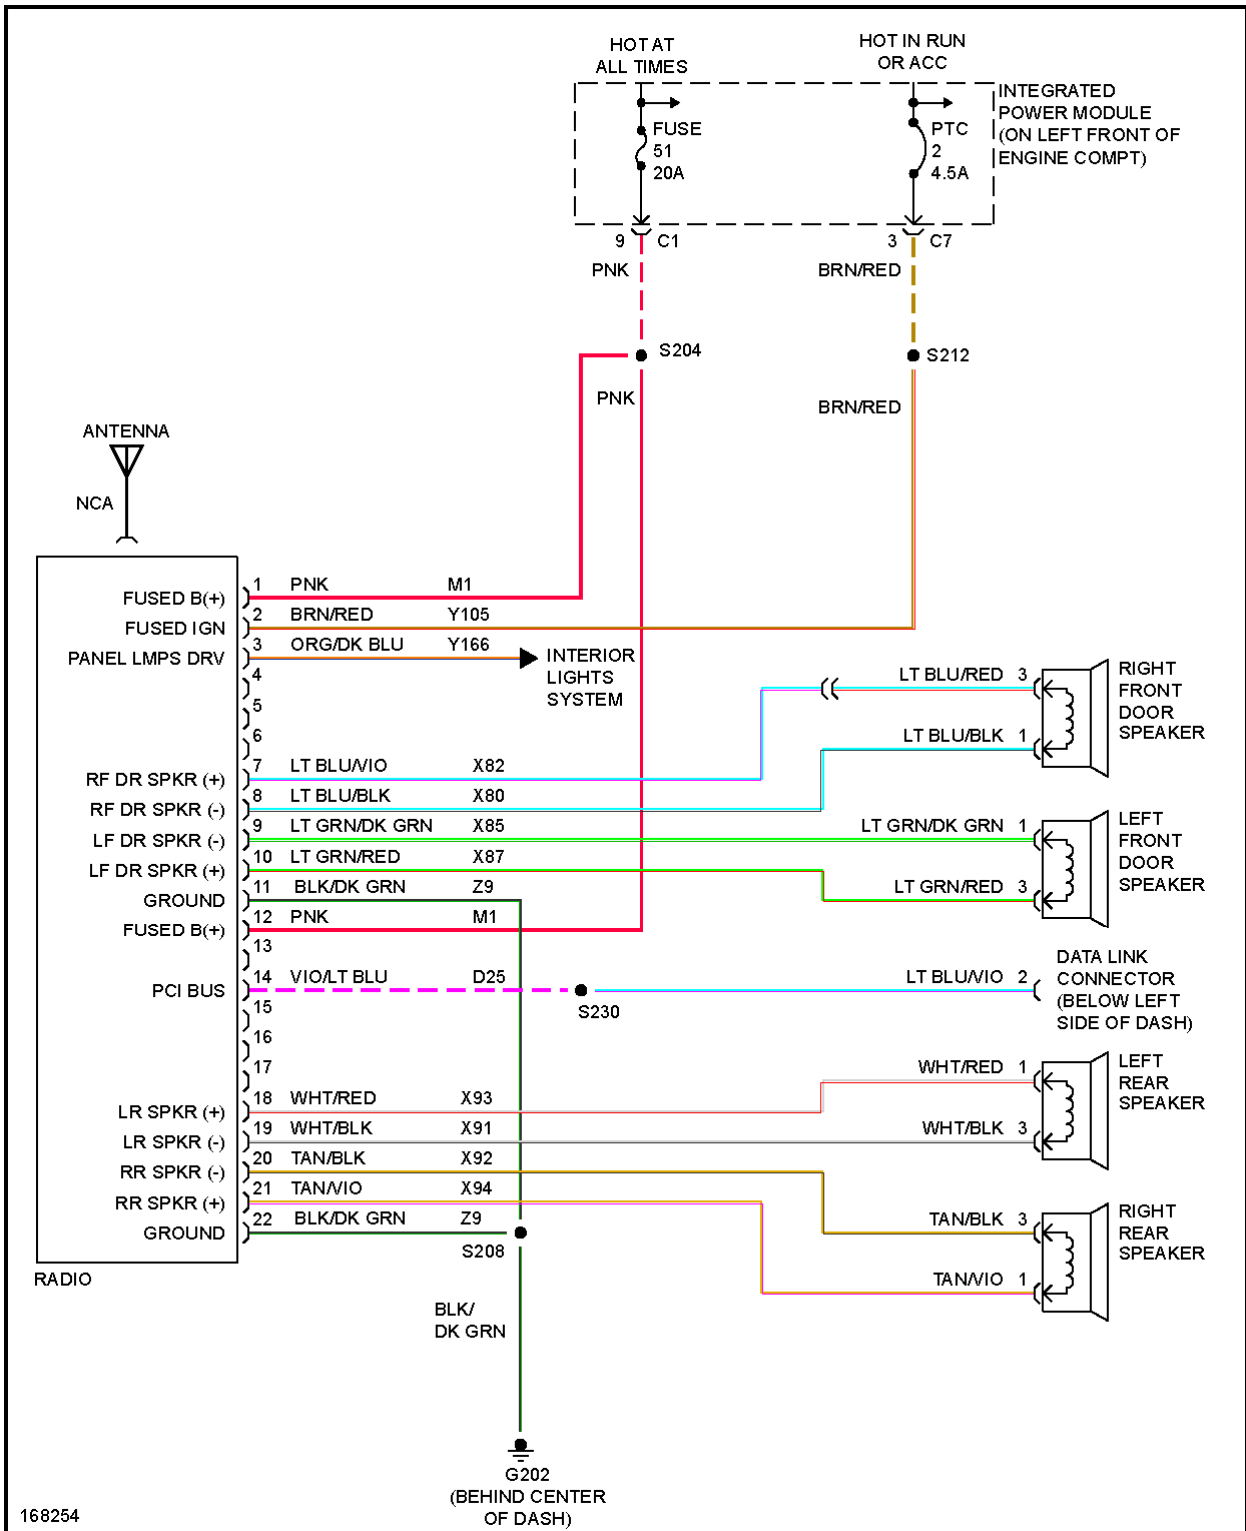 HOT AT
ALL TIMES
HOT IN RUN
OR ACC
INTEGRATED
POWER MODULE
(ON LEFT FRONT OF
ENGINE COMPT)
FUSE
51
20A
PTC
2
4.5A
9 C1
3 C7
PNK
BRN/RED
S204
S212
PNK
BRN/RED
ANTENNA
NCA
FUSED B(+) 1 PNK M1
FUSED IGN 2 BRN/RED Y105
PANEL LMPS DRV 3 ORG/DK BLU Y166
INTERIOR
LIGHTS
SYSTEM
4
5
6
RF DR SPKR (+) 7 LT BLU/VIO X82
RF DR SPKR (-) 8 LT BLU/BLK X80
LF DR SPKR (-) 9 LT GRN/DK GRN X85
LF DR SPKR (+) 10 LT GRN/RED X87
GROUND 11 BLK/DK GRN Z9
FUSED B(+) 12 PNK M1
13
PCI BUS 14 VIO/LT BLU D25
S230
15
16
17
LR SPKR (+) 18 WHT/RED X93
LR SPKR (-) 19 WHT/BLK X91
RR SPKR (-) 20 TAN/BLK X92
RR SPKR (+) 21 TAN/VIO X94
GROUND 22 BLK/DK GRN Z9
S208
RADIO
LT BLU/RED 3
LT BLU/BLK 1
RIGHT
FRONT
DOOR
SPEAKER
LT GRN/DK GRN 1
LT GRN/RED 3
LEFT
FRONT
DOOR
SPEAKER
LT BLU/VIO 2
DATA LINK
CONNECTOR
(BELOW LEFT
SIDE OF DASH)
WHT/RED 1
WHT/BLK 3
LEFT
REAR
SPEAKER
TAN/BLK 3
TAN/VIO 1
RIGHT
REAR
SPEAKER
BLK/
DK GRN
G202
(BEHIND CENTER
OF DASH)
168254